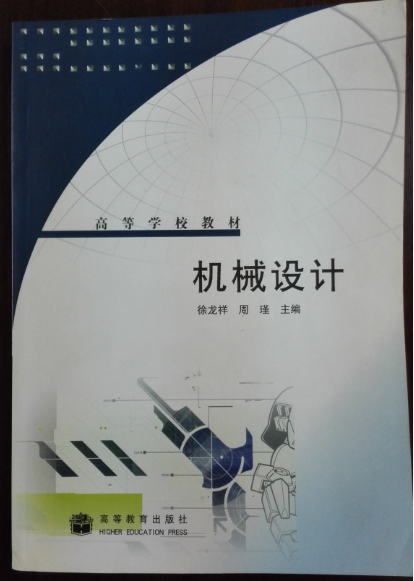 高等学校教材
机械设计
徐龙祥 周 瑾 主编
高等教育出版社
HIGHER EDUCATION PRESS